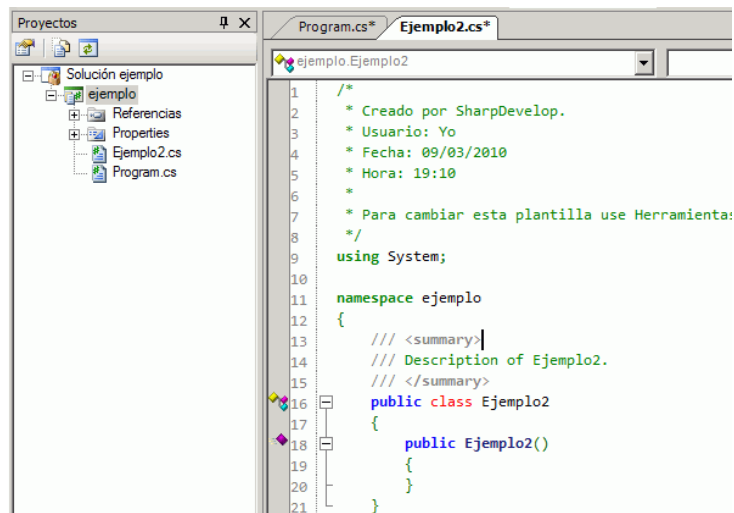 Proyectos
Solución ejemplo
ejemplo
Referencias
Properties
Ejemplo2.cs
Program.cs
Program.cs* Ejemplo2.cs*
ejemplo.Ejemplo2
1 /*
2 * Creado por SharpDevelop.
3 * Usuario: Yo
4 * Fecha: 09/03/2010
5 * Hora: 19:10
6 *
7 * Para cambiar esta plantilla use Herramientas
8 */
9 using System;
10
11 namespace ejemplo
12 {
13 /// <summary>
14 /// Description of Ejemplo2.
15 /// </summary>
16 public class Ejemplo2
17 {
18 public Ejemplo2()
19 {
20 }
21 }